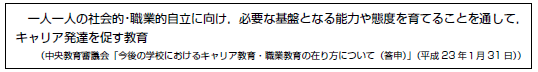 一人一人の社会的・職業的自立に向け，必要な基盤となる能力や態度を育てることを通して，
キャリア発達を促す教育
（中央教育審議会「今後の学校におけるキャリア教育・職業教育の在り方について（答申）」（平成23年1月31日））